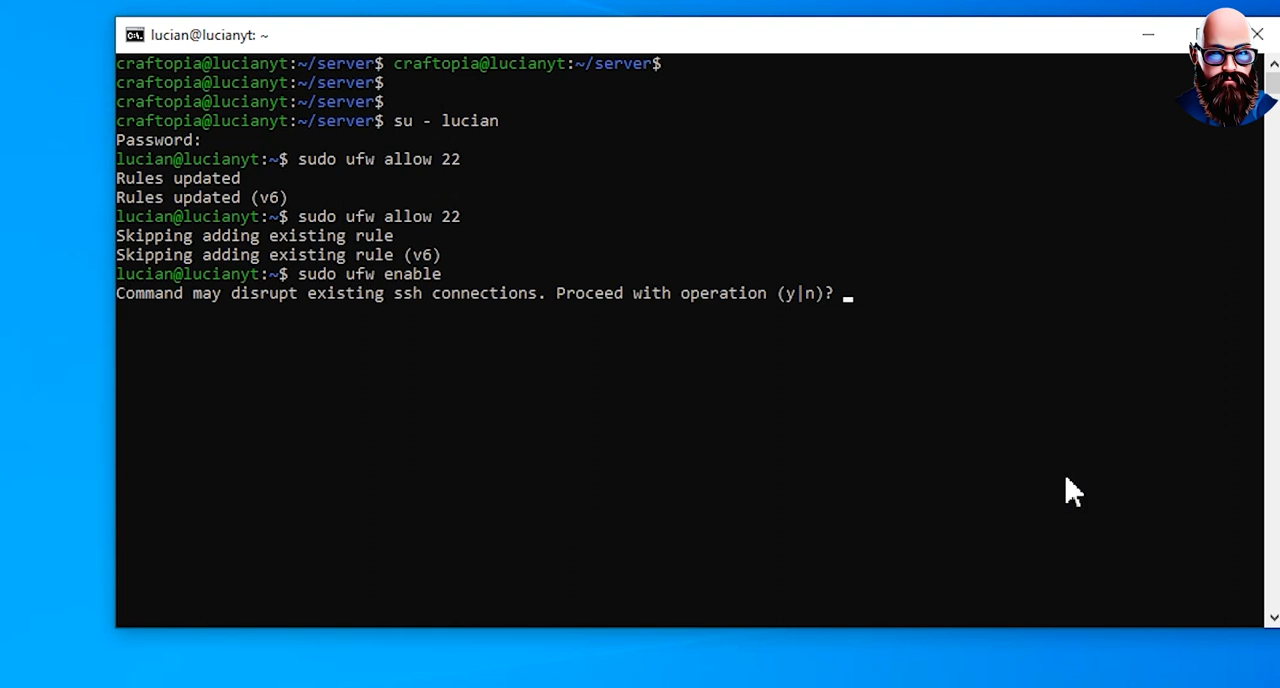 lucian@lucianyt: ~
craftopia@lucianyt:~/server$ craftopia@lucianyt:~/server$
craftopia@lucianyt:~/server$
craftopia@lucianyt:~/server$
craftopia@lucianyt:~/server$ su - lucian
Password:
lucian@lucianyt:~$ sudo ufw allow 22
Rules updated
Rules updated (v6)
lucian@lucianyt:~$ sudo ufw allow 22
Skipping adding existing rule
Skipping adding existing rule (v6)
lucian@lucianyt:~$ sudo ufw enable
Command may disrupt existing ssh connections. Proceed with operation (y|n)?